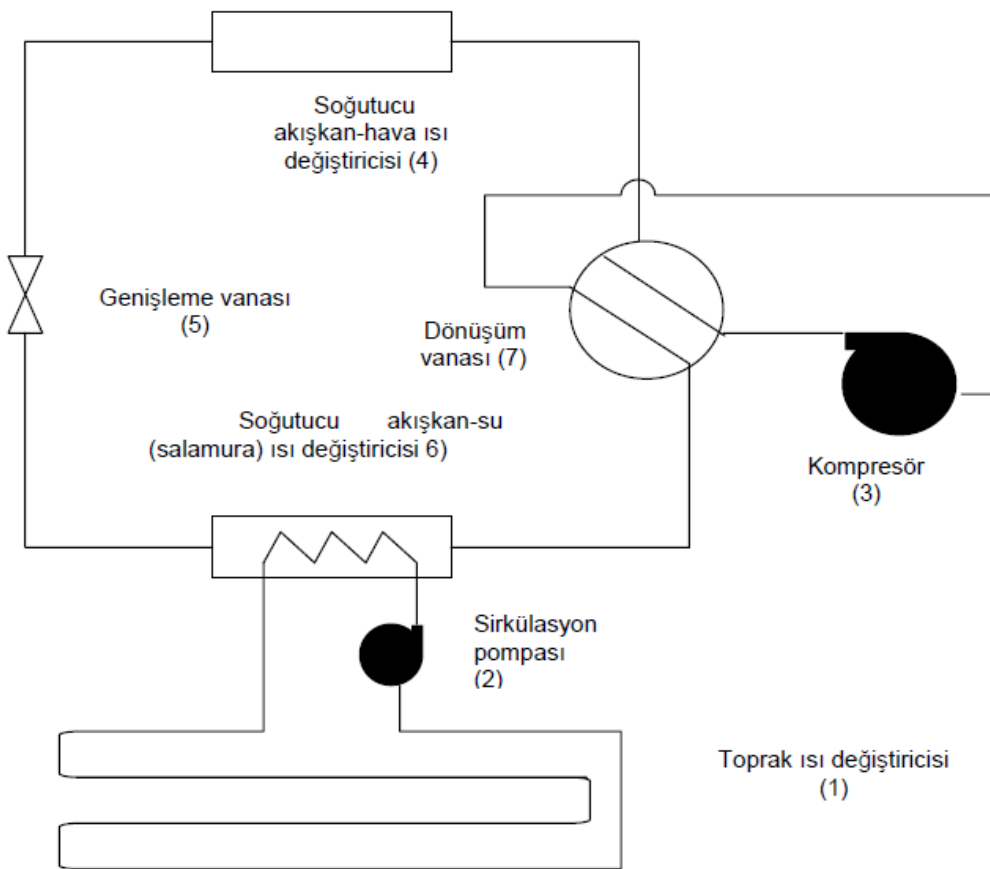 Soğutucu
akışkan-hava ısı
değiştiricisi (4)
Genişleme vanası
(5)
Dönüşüm
vanası (7)
Soğutucu akışkan-su
(salamura) ısı değiştiricisi 6)
Kompresör
(3)
Sirkülasyon
pompası
(2)
Toprak ısı değiştiricisi
(1)